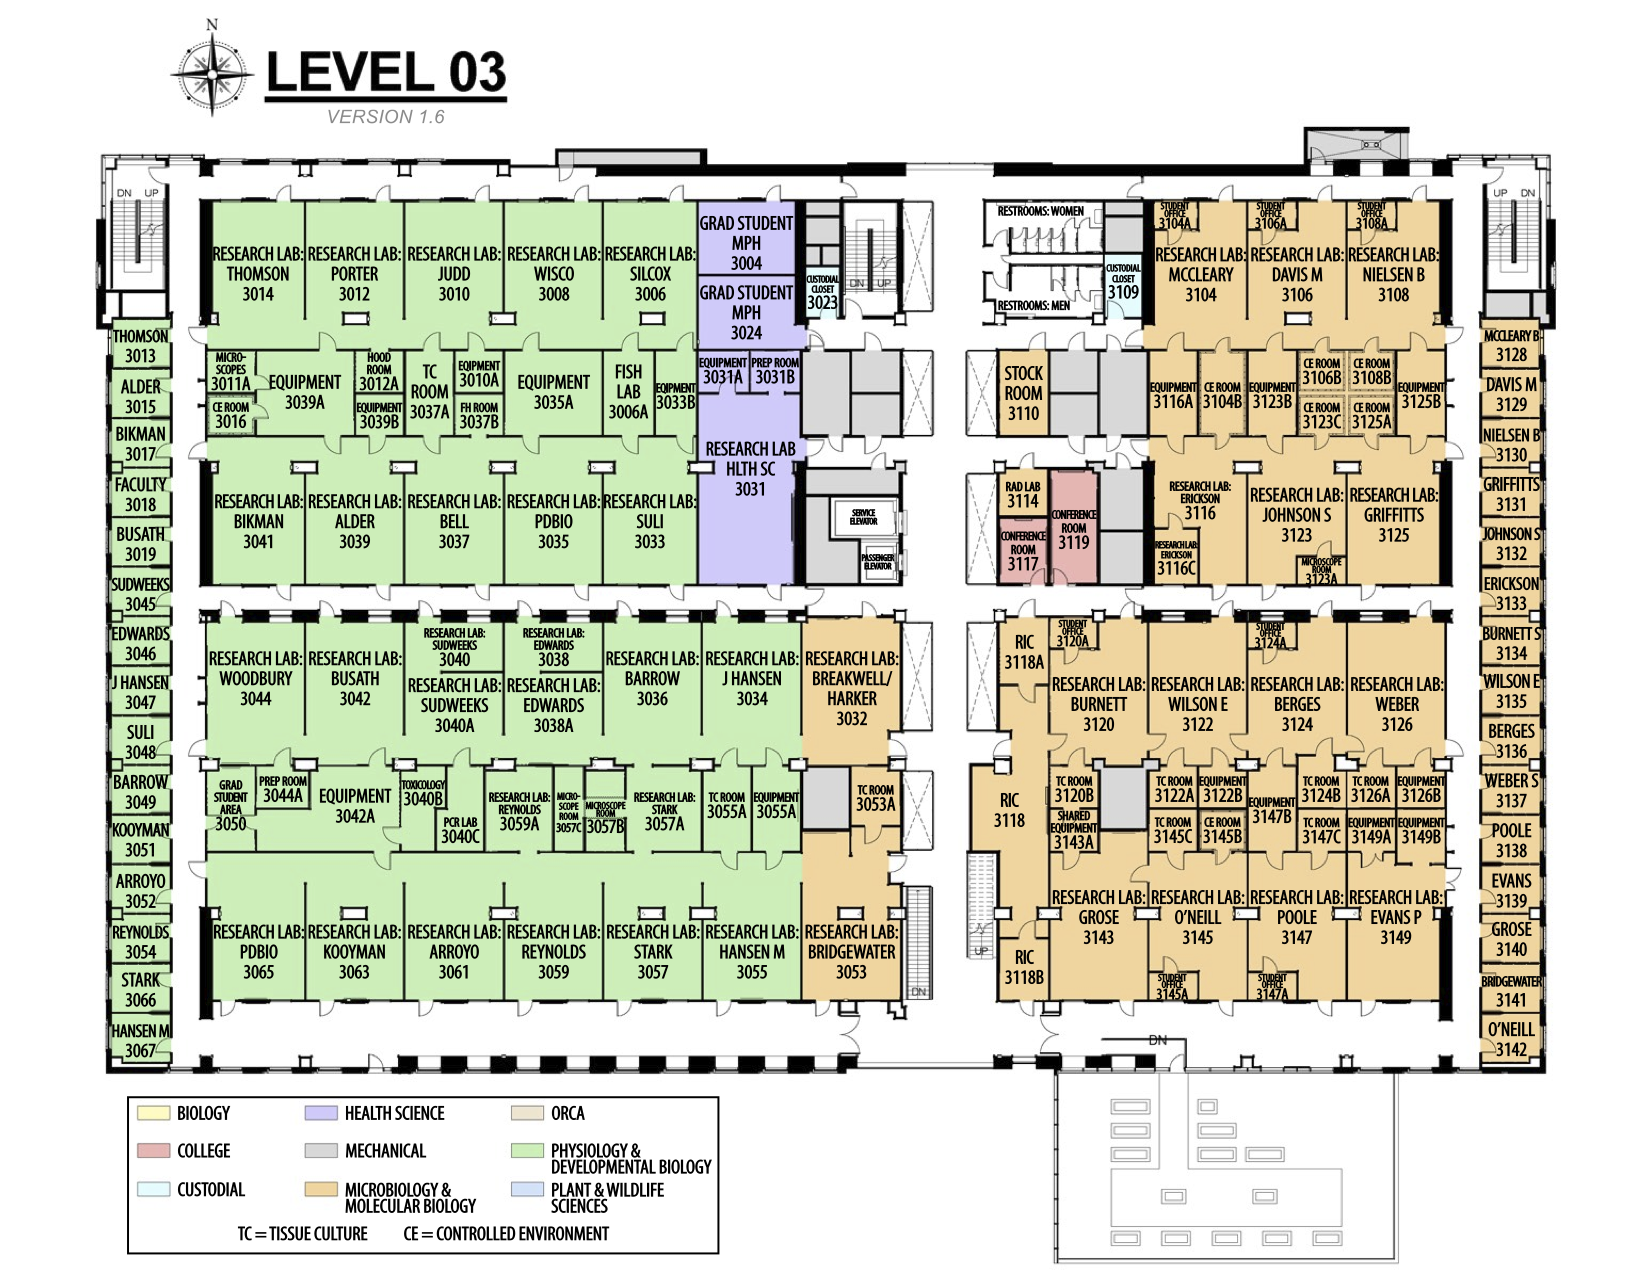 N
LEVEL 03
VERSION 1.6
DN UP
RESEARCH LAB:
THOMSON
3014
RESEARCH LAB:
PORTER
3012
RESEARCH LAB:
JUDD
3010
RESEARCH LAB:
WISCO
3008
RESEARCH LAB:
SILCOX
3006
GRAD STUDENT
MPH
3004
GRAD STUDENT
MPH
3024
CUSTODIAL
CLOSET
3023
DN UP
RESTROOMS: WOMEN
RESTROOMS: MEN
CUSTODIAL
CLOSET
3109
STUDENT
OFFICE
3104A
RESEARCH LAB:
MCCLEARY
3104
STUDENT
OFFICE
3106A
RESEARCH LAB:
DAVIS M
3106
STUDENT
OFFICE
3108A
RESEARCH LAB:
NIELSEN B
3108
UP DN
THOMSON
3013
ALDER
3015
BIKMAN
3017
FACULTY
3018
BUSATH
3019
SUDWEEKS
3045
EDWARDS
3046
J HANSEN
3047
SULI
3048
BARROW
3049
KOOYMAN
3051
ARROYO
3052
REYNOLDS
3054
STARK
3066
HANSEN M
3067
MICRO-
SCOPES
3011A
CE ROOM
3016
EQUIPMENT
3039A
HOOD
ROOM
3012A
EQUIPMENT
3039B
TC
ROOM
3037A
EQIPMENT
3010A
FH ROOM
3037B
EQUIPMENT
3035A
FISH
LAB
3006A
EQIPMENT
3033B
EQUIPMENT
3031A
PREP ROOM
3031B
RESEARCH LAB
HLTH SC
3031
STOCK
ROOM
3110
EQUIPMENT
3116A
CE ROOM
3104B
EQUIPMENT
3123B
CE ROOM
3106B
CE ROOM
3123C
CE ROOM
3108B
CE ROOM
3125A
EQUIPMENT
3125B
RESEARCH LAB:
BIKMAN
3041
RESEARCH LAB:
ALDER
3039
RESEARCH LAB:
BELL
3037
RESEARCH LAB:
PDBIO
3035
RESEARCH LAB:
SULI
3033
SERVICE
ELEVATOR
PASSENGER
ELEVATOR
RAD LAB
3114
CONFERENCE
ROOM
3117
CONFERENCE
ROOM
3119
RESEARCH LAB:
ERICKSON
3116
RESEARCH LAB:
ERICKSON
3116C
RESEARCH LAB:
JOHNSON S
3123
MICROSCOPE
ROOM
3123A
RESEARCH LAB:
GRIFFITTS
3125
RESEARCH LAB:
WOODBURY
3044
RESEARCH LAB:
BUSATH
3042
RESEARCH LAB:
SUDWEEKS
3040
RESEARCH LAB:
SUDWEEKS
3040A
RESEARCH LAB:
EDWARDS
3038
RESEARCH LAB:
EDWARDS
3038A
RESEARCH LAB:
BARROW
3036
RESEARCH LAB:
J HANSEN
3034
RESEARCH LAB:
BREAKWELL/
HARKER
3032
RIC
3118A
STUDENT
OFFICE
3120A
RESEARCH LAB:
BURNETT
3120
RESEARCH LAB:
WILSON E
3122
STUDENT
OFFICE
3124A
RESEARCH LAB:
BERGES
3124
RESEARCH LAB:
WEBER
3126
GRAD
STUDENT
AREA
3050
PREP ROOM
3044A
EQUIPMENT
3042A
TOXICOLOGY
3040B
PCR LAB
3040C
RESEARCH LAB:
REYNOLDS
3059A
MICRO-
SCOPE
ROOM
3057C
MICROSCOPE
ROOM
3057B
RESEARCH LAB:
STARK
3057A
TC ROOM
3055A
EQUIPMENT
3055A
TC ROOM
3053A
RIC
3118
TC ROOM
3120B
SHARED
EQUIPMENT
3143A
TC ROOM
3122A
TC ROOM
3145C
EQUIPMENT
3122B
CE ROOM
3145B
EQUIPMENT
3147B
TC ROOM
3124B
TC ROOM
3147C
TC ROOM
3126A
EQUIPMENT
3149A
EQUIPMENT
3126B
EQUIPMENT
3149B
RESEARCH LAB:
PDBIO
3065
RESEARCH LAB:
KOOYMAN
3063
RESEARCH LAB:
ARROYO
3061
RESEARCH LAB:
REYNOLDS
3059
RESEARCH LAB:
STARK
3057
RESEARCH LAB:
HANSEN M
3055
RESEARCH LAB:
BRIDGEWATER
3053
DN
UP
RIC
3118B
RESEARCH LAB:
GROSE
3143
RESEARCH LAB:
O'NEILL
3145
STUDENT
OFFICE
3145A
RESEARCH LAB:
POOLE
3147
STUDENT
OFFICE
3147A
RESEARCH LAB:
EVANS P
3149
MCCLEARY B
3128
DAVIS M
3129
NIELSEN B
3130
GRIFFITTS
3131
JOHNSON S
3132
ERICKSON
3133
BURNETT S
3134
WILSON E
3135
BERGES
3136
WEBER S
3137
POOLE
3138
EVANS
3139
GROSE
3140
BRIDGEWATER
3141
O'NEILL
3142
DN
BIOLOGY
COLLEGE
CUSTODIAL
HEALTH SCIENCE
MECHANICAL
MICROBIOLOGY &
MOLECULAR BIOLOGY
ORCA
PHYSIOLOGY &
DEVELOPMENTAL BIOLOGY
PLANT & WILDLIFE
SCIENCES
TC = TISSUE CULTURE CE = CONTROLLED ENVIRONMENT